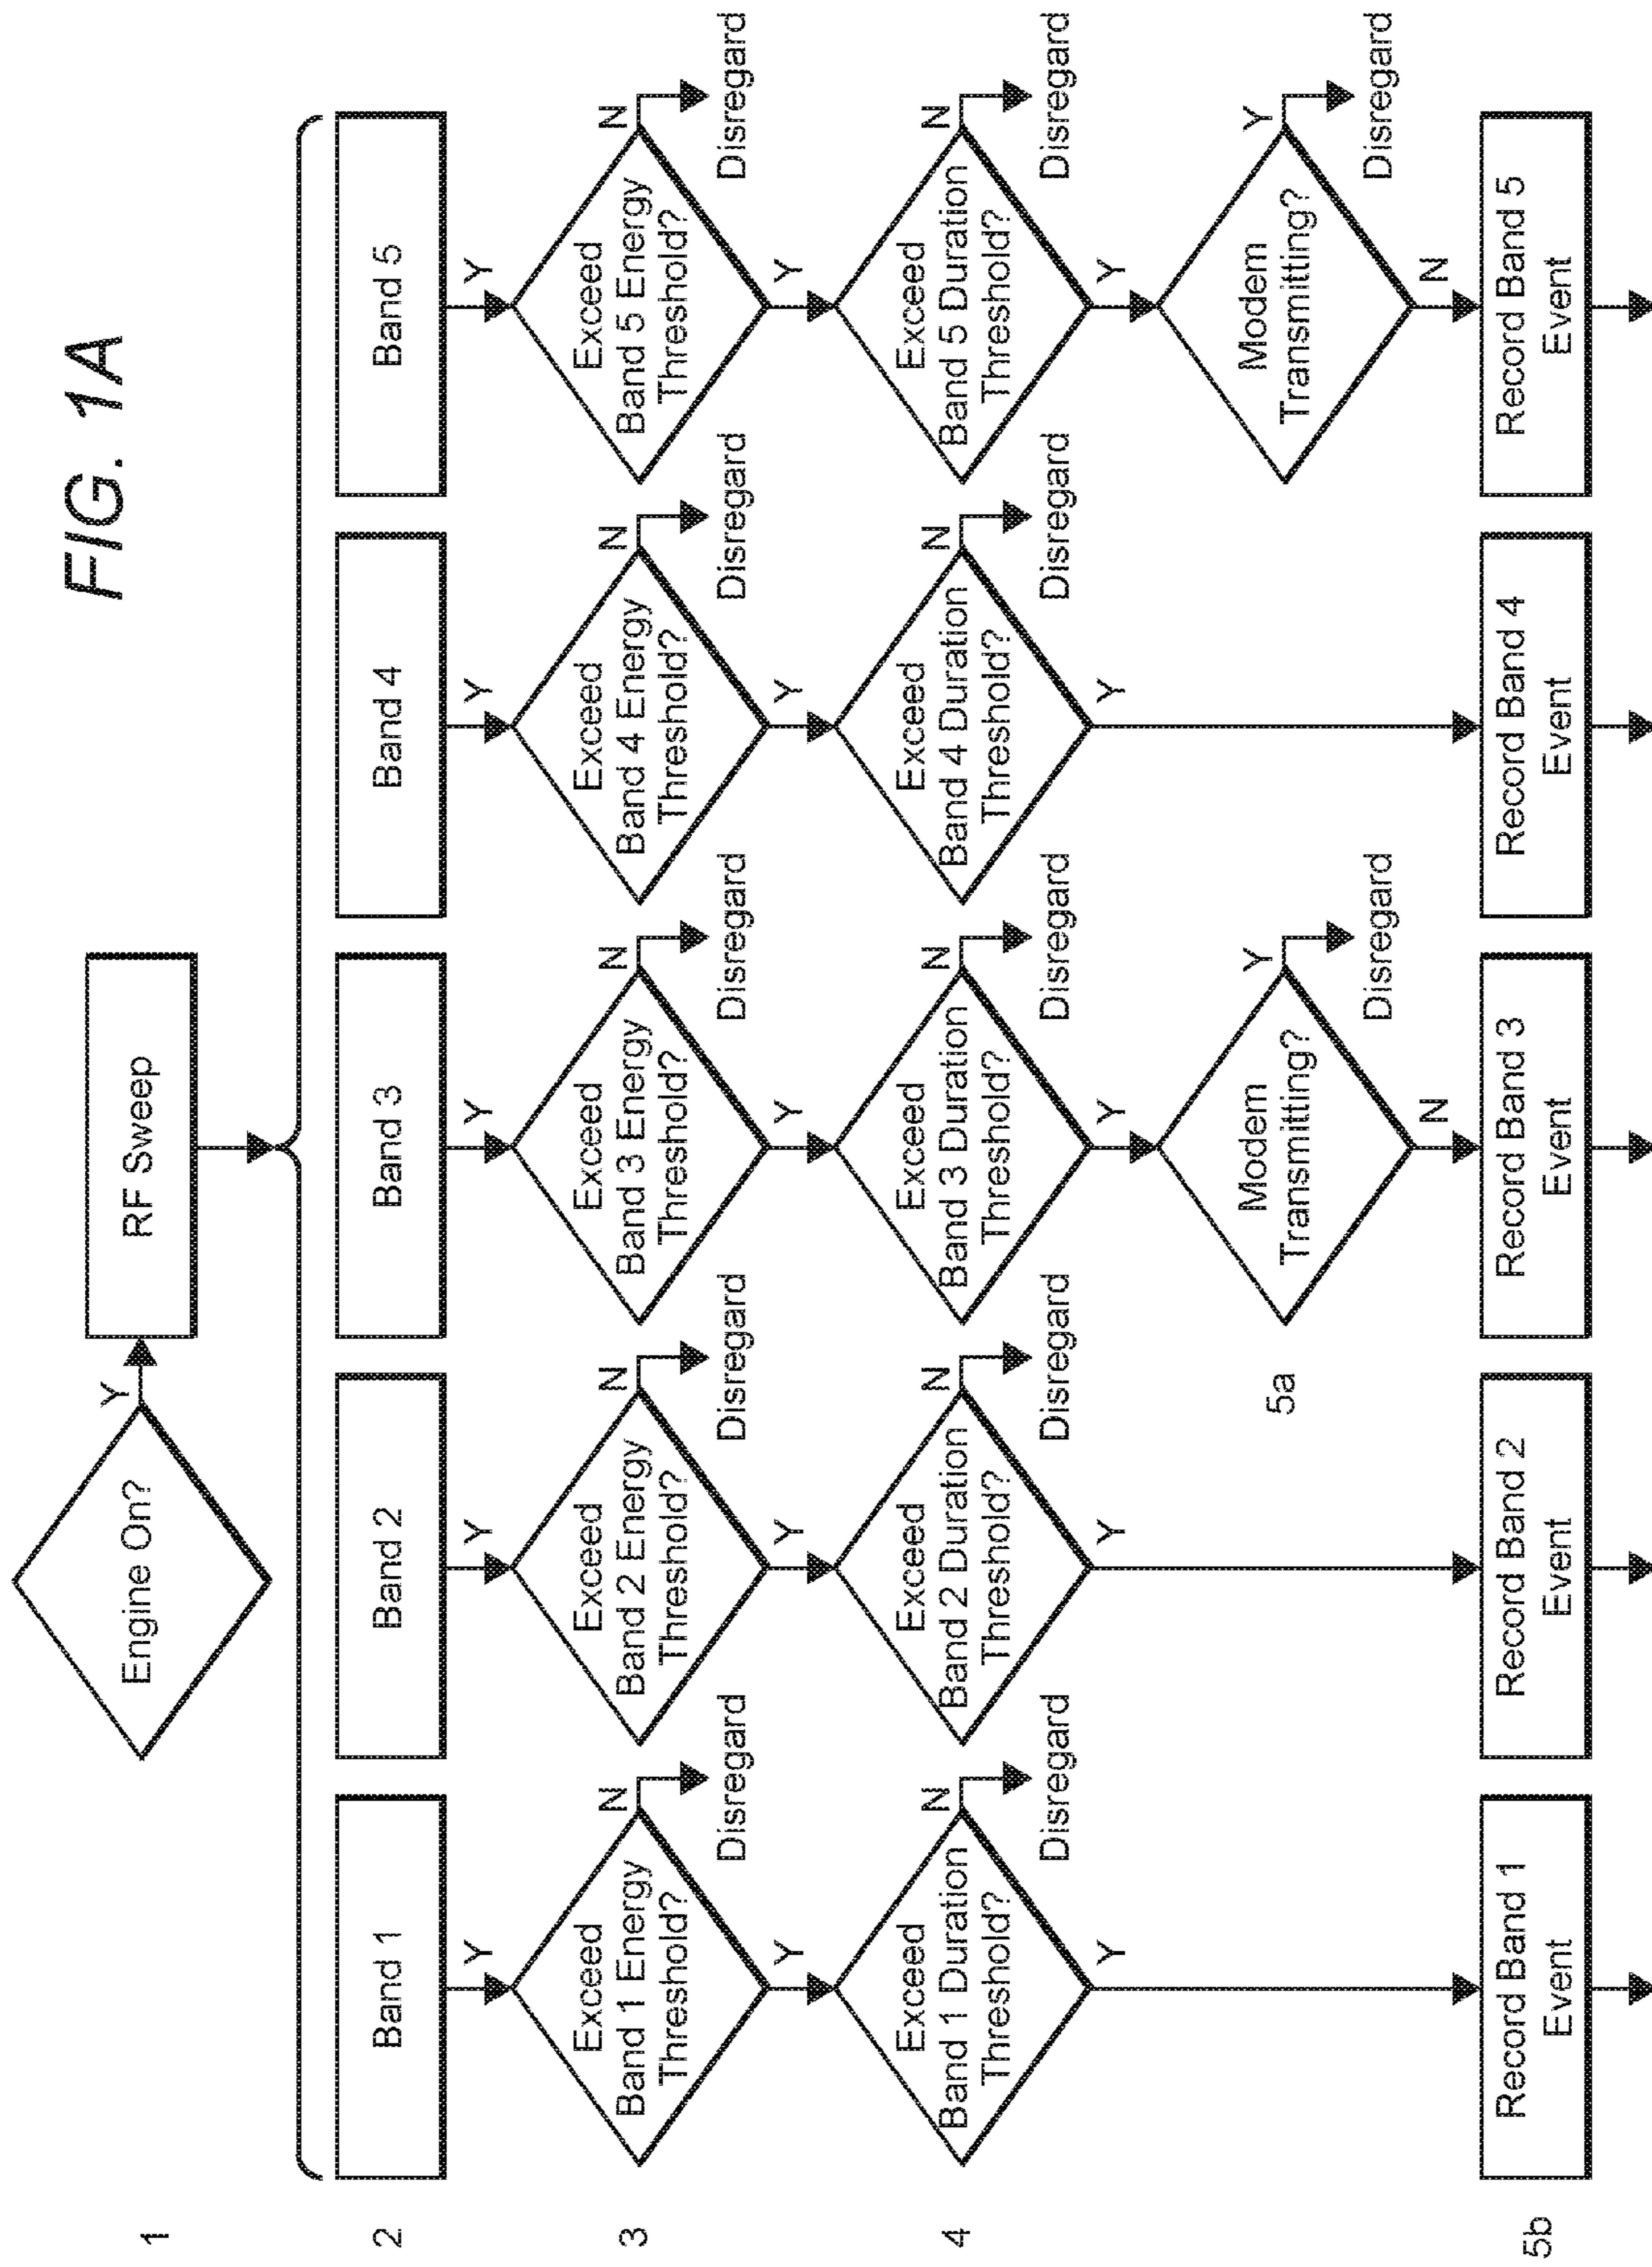 FIG. 1A
1
Engine On?
Y
RF Sweep
2
Band 1
Band 2
Band 3
Band 4
Band 5
Y
Y
Y
Y
Y
3
Exceed
Band 1 Energy
Threshold?
N
Disregard
Exceed
Band 2 Energy
Threshold?
N
Disregard
Exceed
Band 3 Energy
Threshold?
N
Disregard
Exceed
Band 4 Energy
Threshold?
N
Disregard
Exceed
Band 5 Energy
Threshold?
N
Disregard
Y
Y
Y
Y
Y
4
Exceed
Band 1 Duration
Threshold?
N
Disregard
Exceed
Band 2 Duration
Threshold?
N
Disregard
Exceed
Band 3 Duration
Threshold?
N
Disregard
Exceed
Band 4 Duration
Threshold?
N
Disregard
Exceed
Band 5 Duration
Threshold?
N
Disregard
Y
Y
Y
Y
Y
5a
Modem
Transmitting?
Y
Disregard
Modem
Transmitting?
Y
Disregard
N
N
5b
Record Band 1
Event
Record Band 2
Event
Record Band 3
Event
Record Band 4
Event
Record Band 5
Event